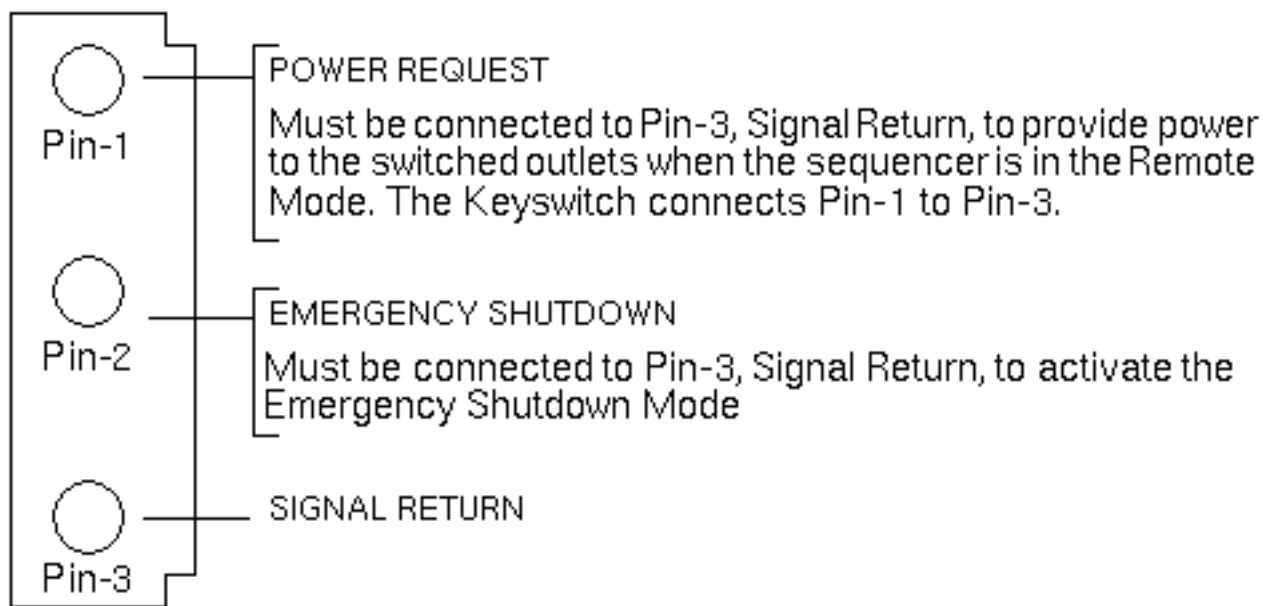 POWER REQUEST
Pin-1
Must be connected to Pin-3, Signal Return, to provide power
to the switched outlets when the sequencer is in the Remote
Mode. The Keyswitch connects Pin-1 to Pin-3.
EMERGENCY SHUTDOWN
Pin-2
Must be connected to Pin-3, Signal Return, to activate the
Emergency Shutdown Mode
SIGNAL RETURN
Pin-3